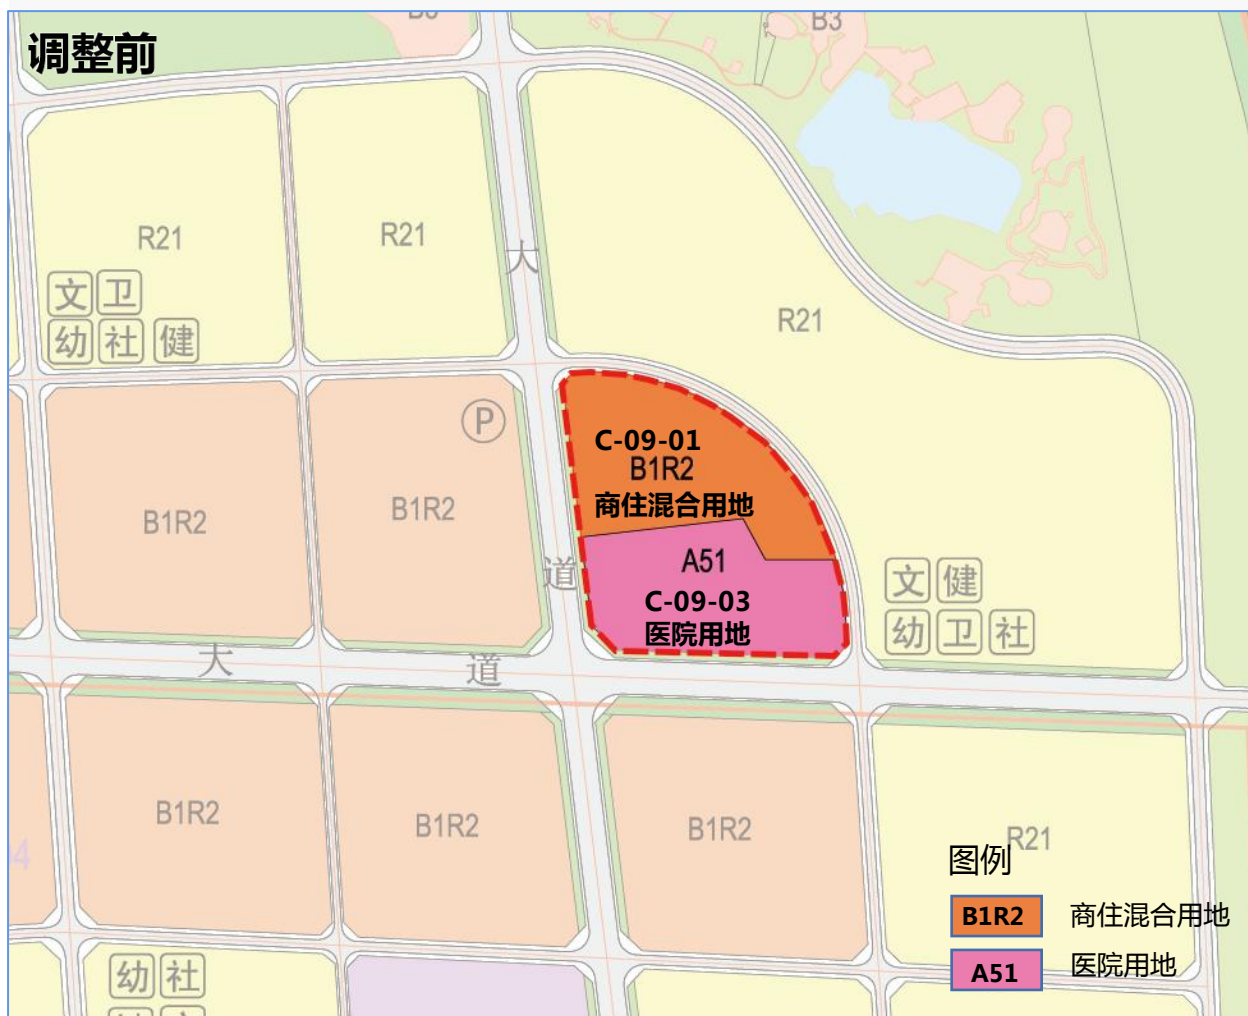 调整前
B3
R21
R21
大
文 卫
幼 社 健
R21
P
C-09-01
B1R2
商住混合用地
B1R2
B1R2
A51
道
C-09-03
医院用地
文 健
幼 卫 社
大 道
B1R2
B1R2
B1R2
R21
图例
B1R2 商住混合用地
A51 医院用地
幼 社